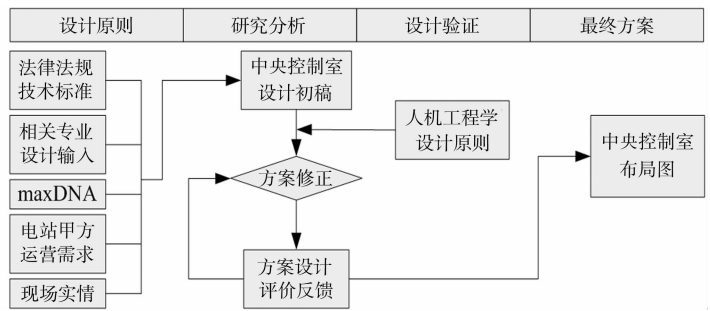 设计原则
研究分析
设计验证
最终方案
法律法规
技术标准
相关专业
设计输入
maxDNA
电站甲方
运营需求
现场实情
中央控制室
设计初稿
人机工程学
设计原则
方案修正
方案设计
评价反馈
中央控制室
布局图